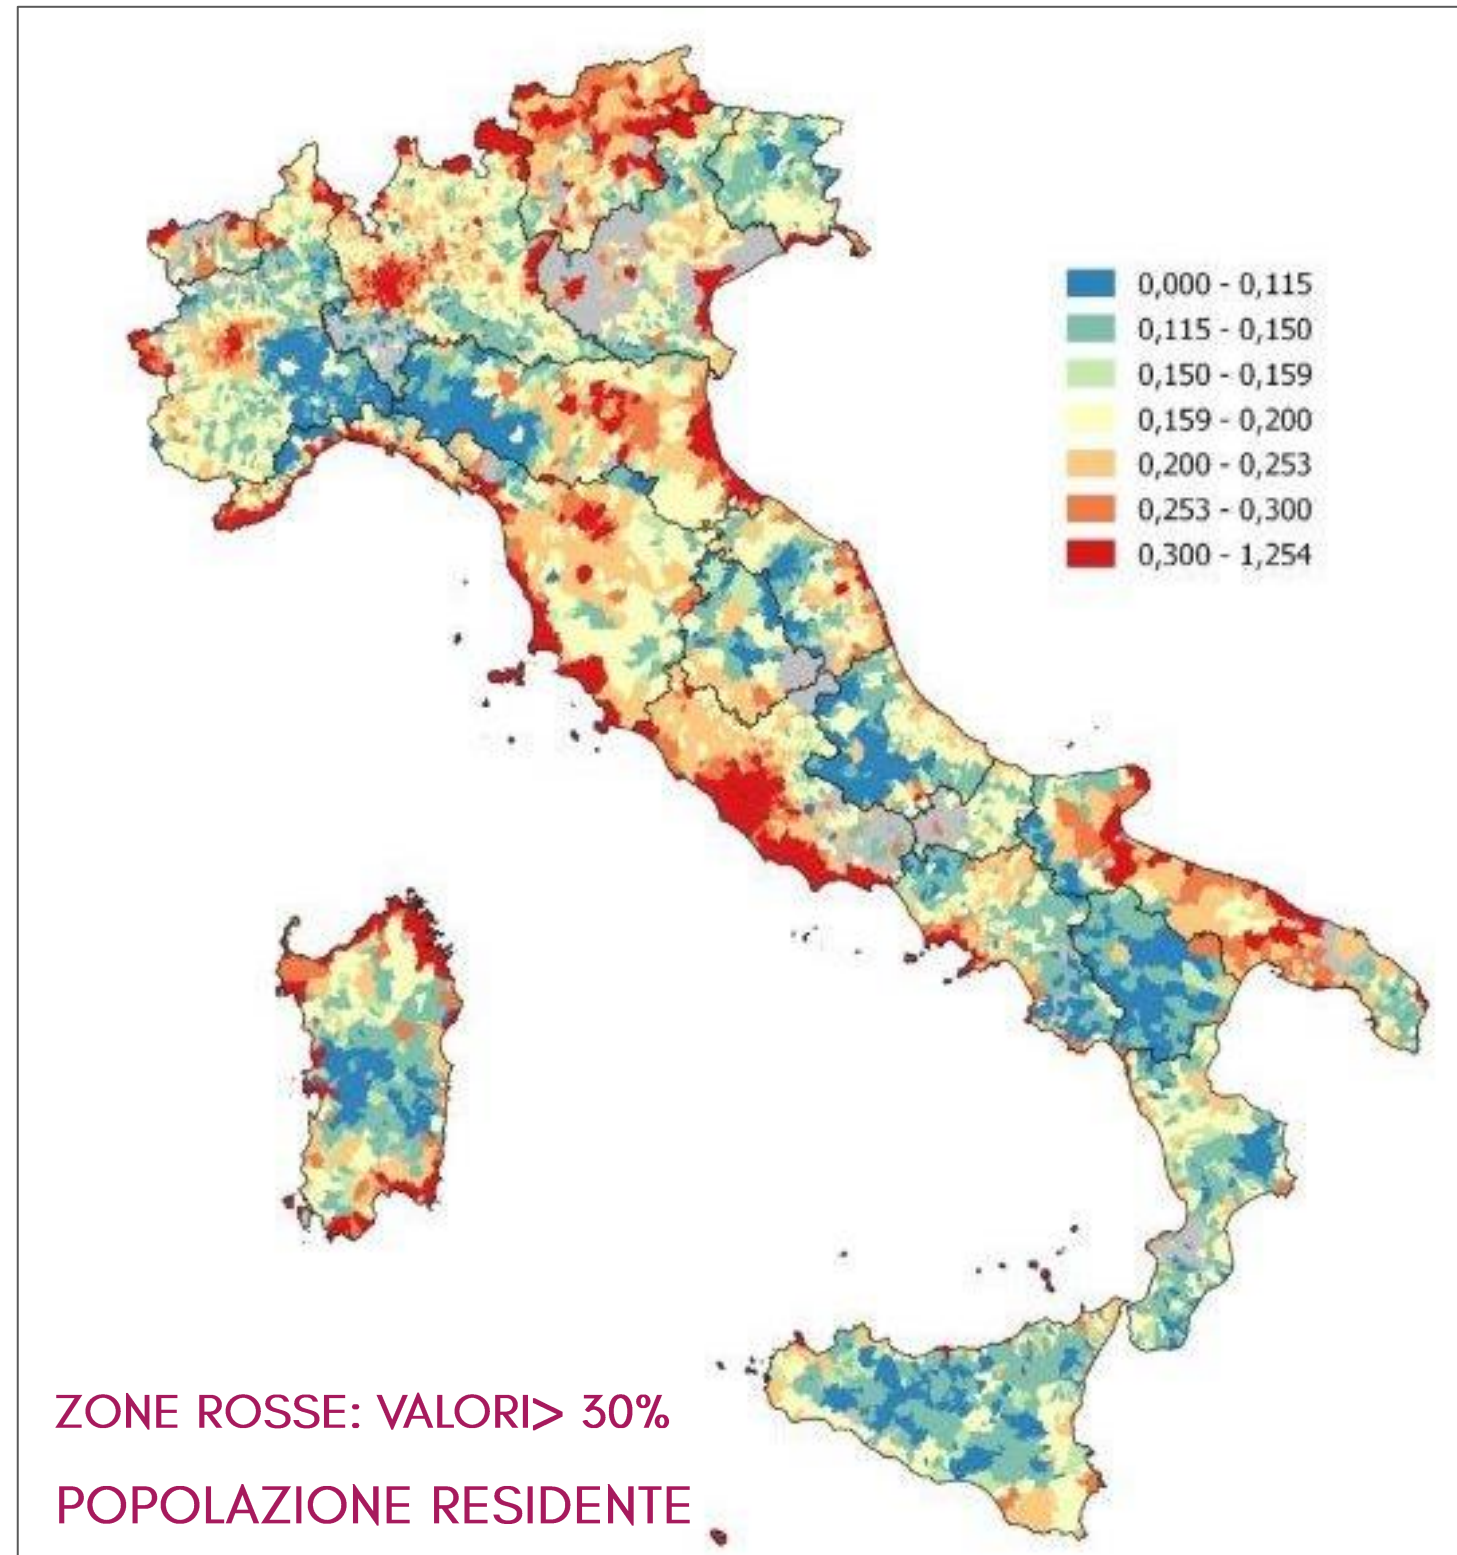 0,000 - 0,115
0,115 - 0,150
0,150 - 0,159
0,159 - 0,200
0,200 - 0,253
0,253 - 0,300
0,300 - 1,254
ZONE ROSSE: VALORI> 30%
POPOLAZIONE RESIDENTE